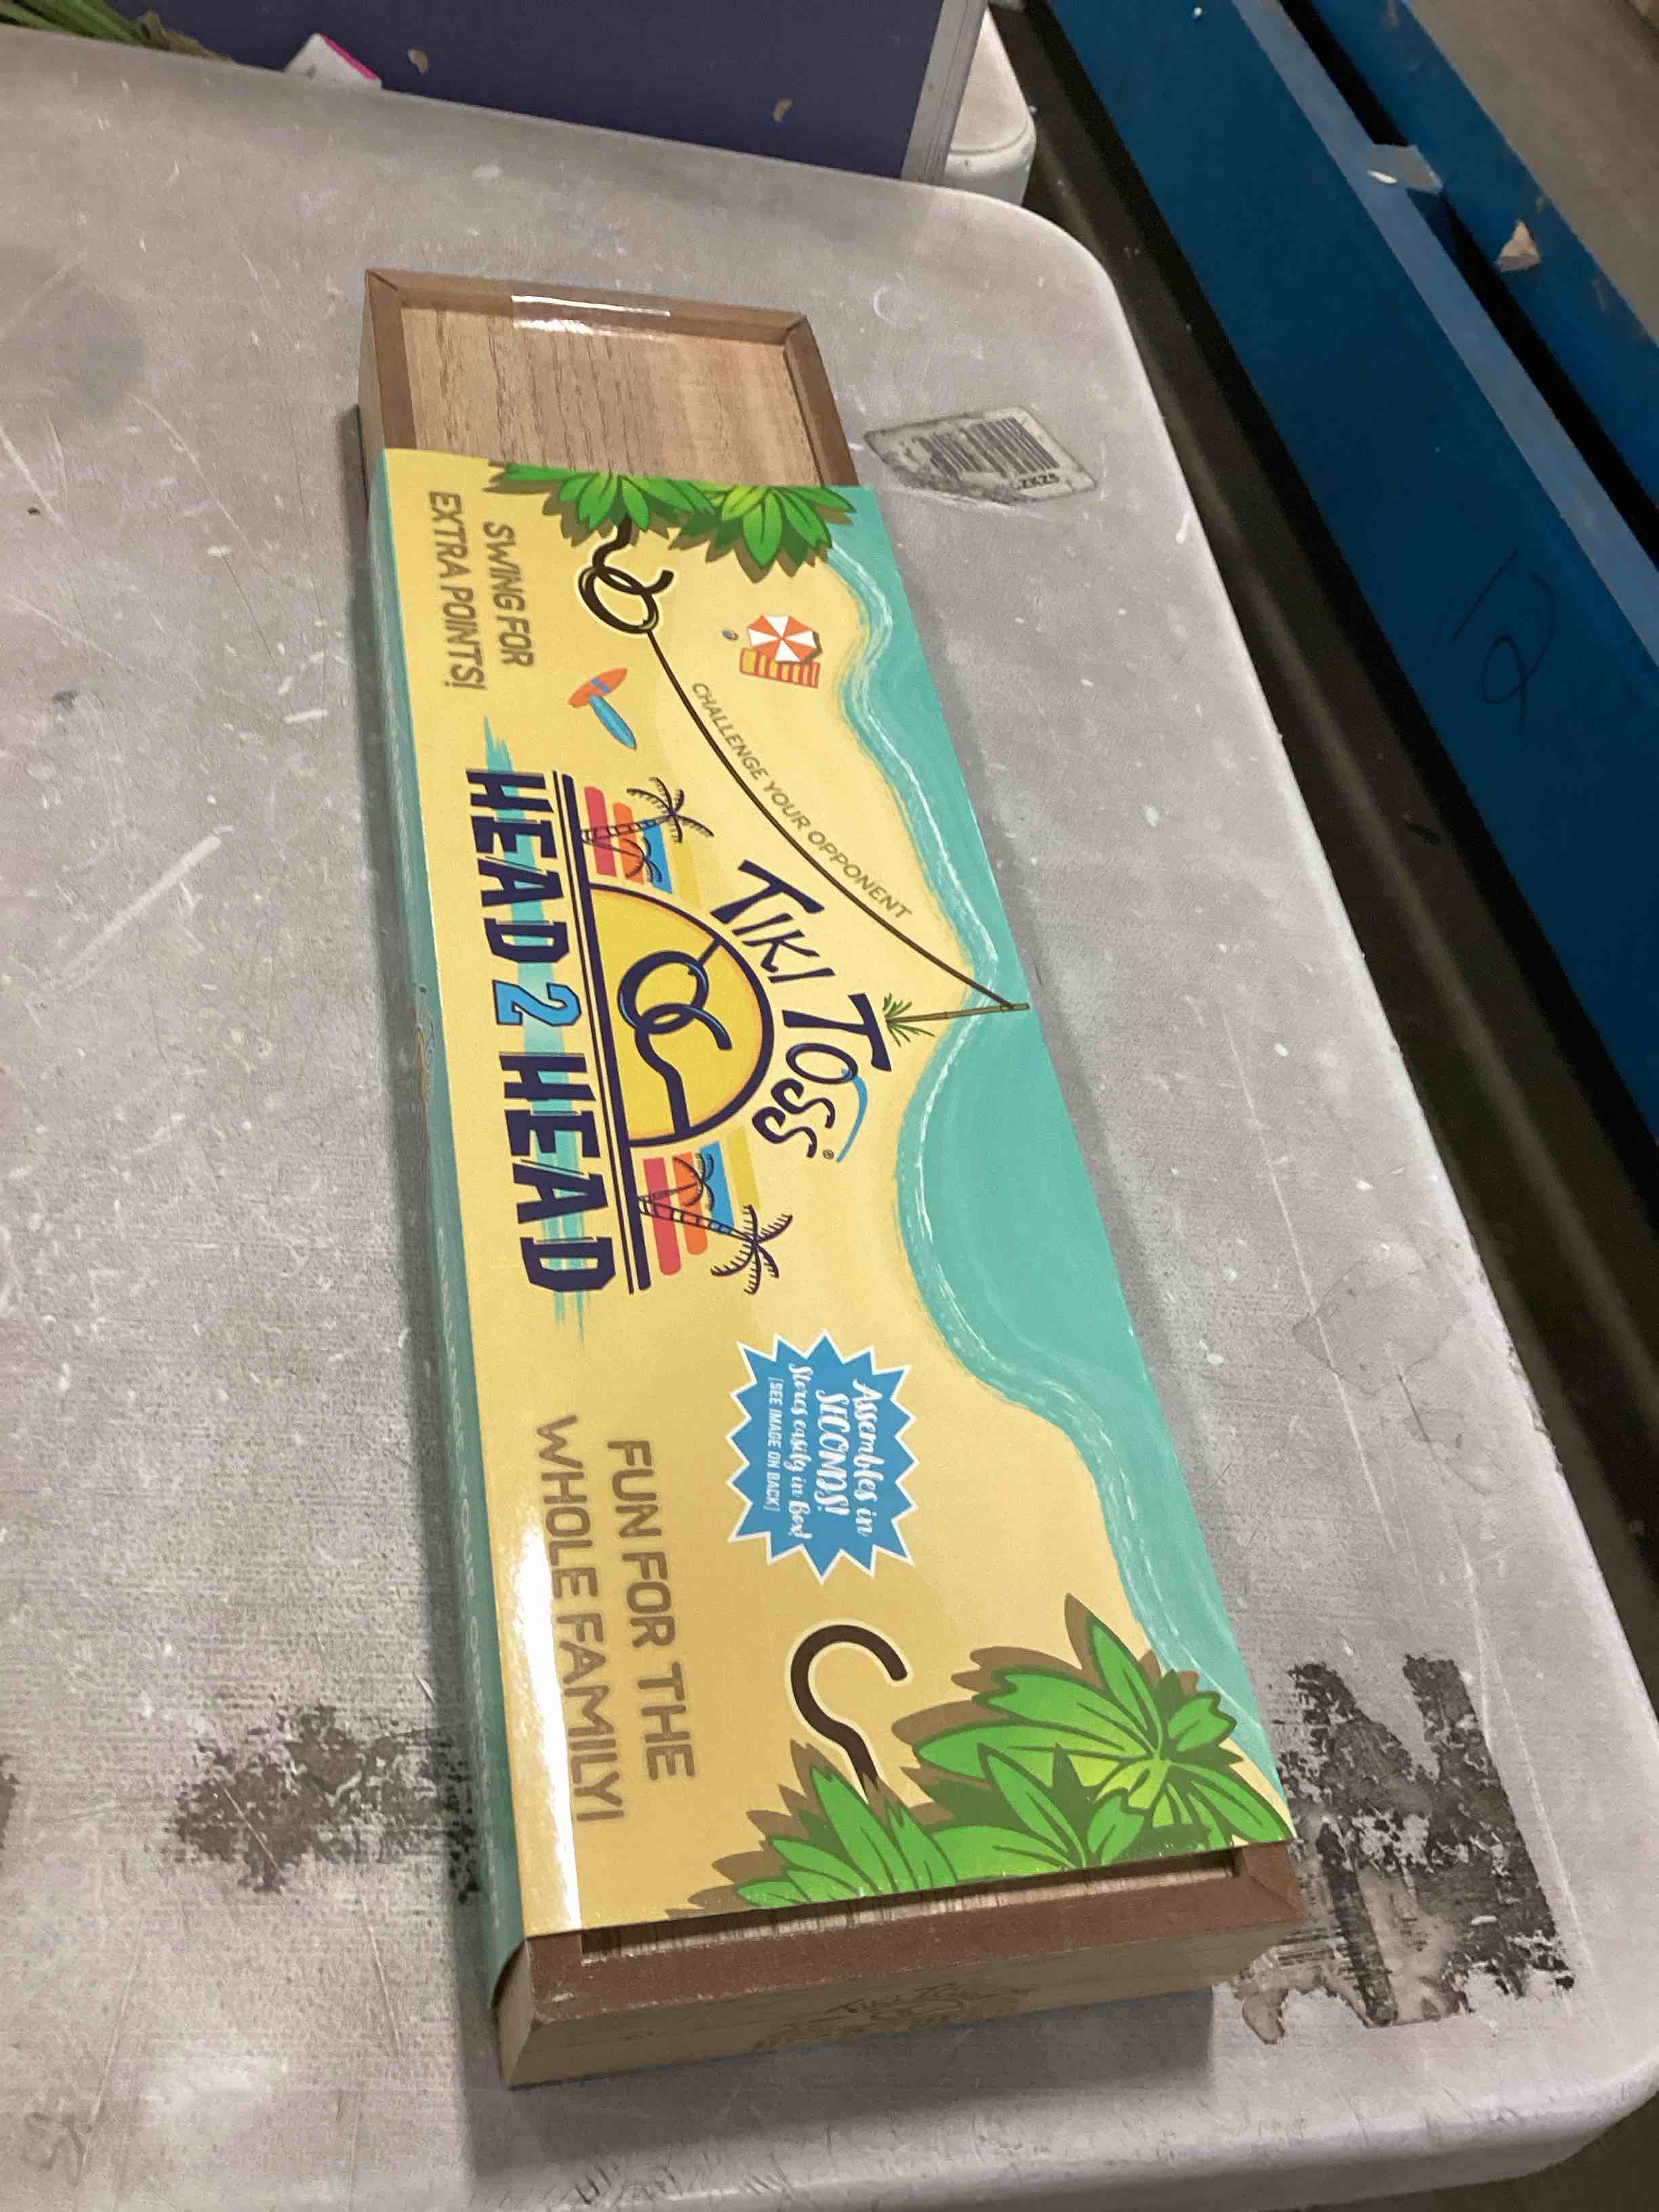 SWING FOR
EXTRA POINTS!
CHALLENGE YOUR OPPONENT
TIKI TOSS®
HEAD 2 HEAD
Assembles in
SECONDS!
Stores easily in Box!
[SEE IMAGE ON BACK]
FUN FOR THE
WHOLE FAMILY!
12